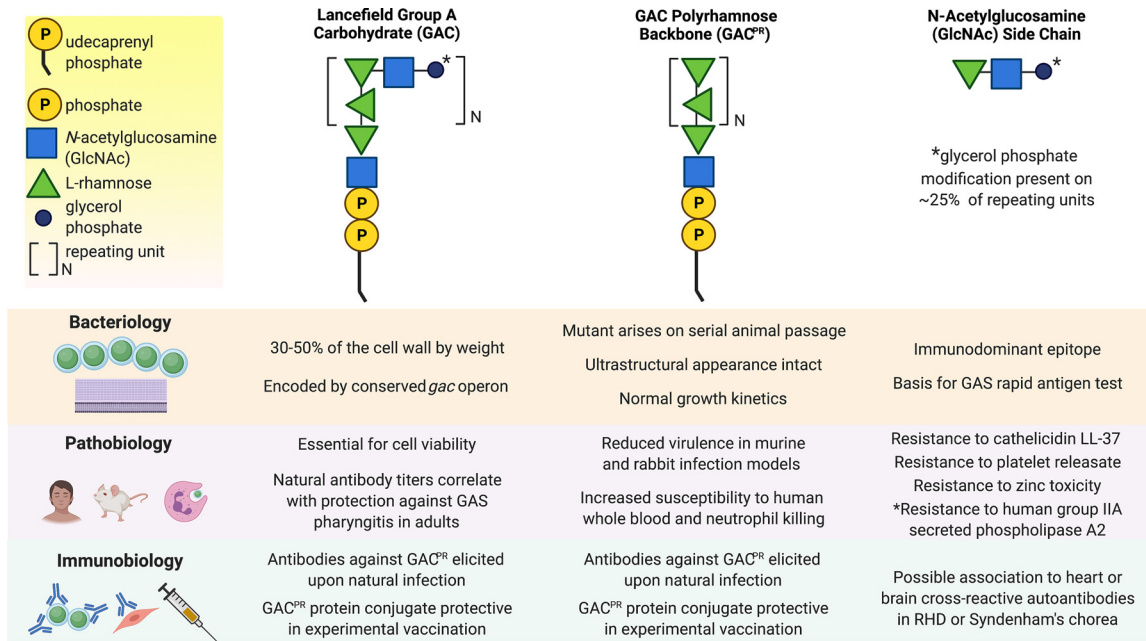 P
udecaprenyl
phosphate
P
phosphate
N-acetylglucosamine
(GlcNAc)
L-rhamnose
glycerol
phosphate
repeating unit
N
Lancefield Group A
Carbohydrate (GAC)
*
N
P
P
GAC Polyrhamnose
Backbone (GACPR)
N
P
P
N-Acetylglucosamine
(GlcNAc) Side Chain
*
*glycerol phosphate
modification present on
~25% of repeating units
Bacteriology
30-50% of the cell wall by weight
Encoded by conserved gac operon
Mutant arises on serial animal passage
Ultrastructural appearance intact
Normal growth kinetics
Immunodominant epitope
Basis for GAS rapid antigen test
Pathobiology
Essential for cell viability
Natural antibody titers correlate
with protection against GAS
pharyngitis in adults
Reduced virulence in murine
and rabbit infection models
Increased susceptibility to human
whole blood and neutrophil killing
Resistance to cathelicidin LL-37
Resistance to platelet releasate
Resistance to zinc toxicity
*Resistance to human group IIA
secreted phospholipase A2
Immunobiology
Antibodies against GACPR elicited
upon natural infection
GACPR protein conjugate protective
in experimental vaccination
Antibodies against GACPR elicited
upon natural infection
GACPR protein conjugate protective
in experimental vaccination
Possible association to heart or
brain cross-reactive autoantibodies
in RHD or Syndenham's chorea